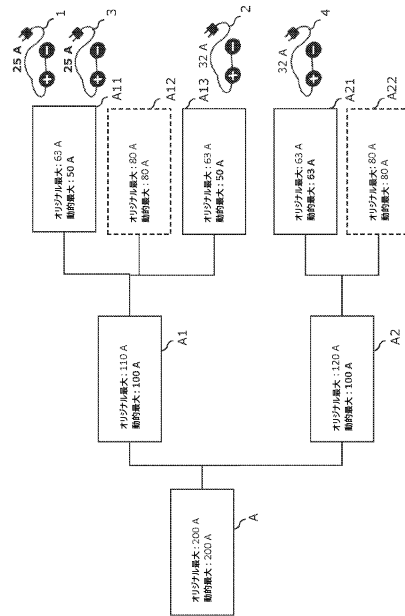 25 A
1
25 A
3
32 A
2
32 A
4
A11
オリジナル最大 : 63 A
動的最大 : 50 A
A12
オリジナル最大 : 80 A
動的最大 : 80 A
A13
オリジナル最大 : 63 A
動的最大 : 50 A
A21
オリジナル最大 : 63 A
動的最大 : 63 A
A22
オリジナル最大 : 80 A
動的最大 : 80 A
オリジナル最大 : 110 A
動的最大 : 100 A
A1
オリジナル最大 : 120 A
動的最大 : 100 A
A2
オリジナル最大 : 200 A
動的最大 : 200 A
A